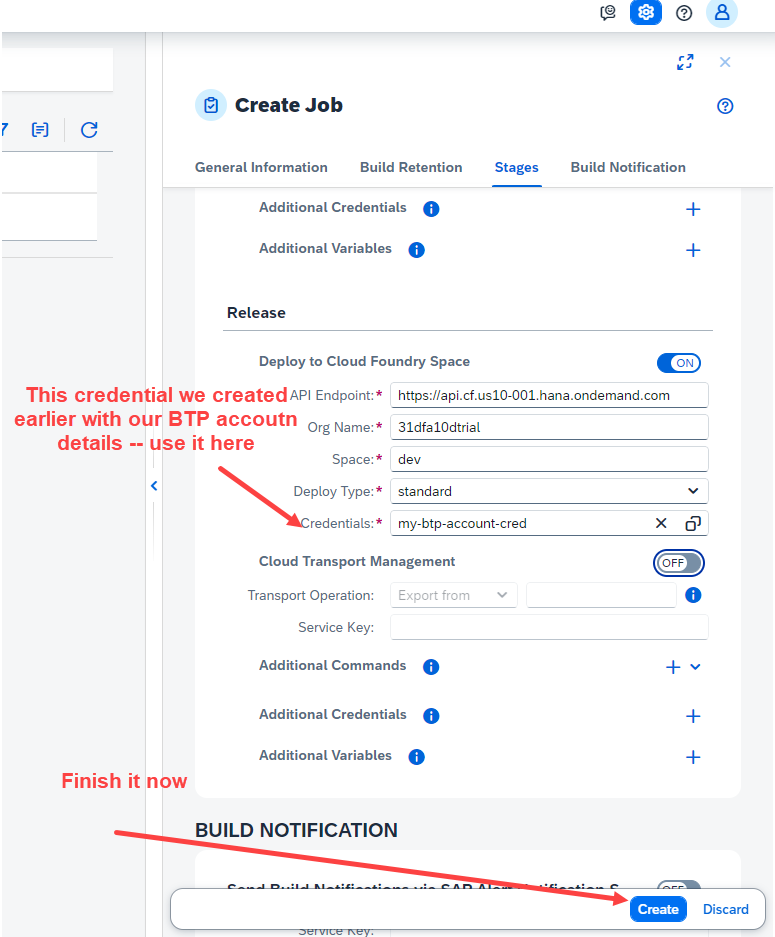 Create Job
General Information Build Retention Stages Build Notification
Additional Credentials
Additional Variables
Release
Deploy to Cloud Foundry Space ON
This credential we created
earlier with our BTP accoutn
details -- use it here
API Endpoint:* https://api.cf.us10-001.hana.ondemand.com
Org Name:* 31dfa10dtrial
Space:* dev
Deploy Type:* standard
Credentials:* my-btp-account-cred
Cloud Transport Management OFF
Transport Operation: Export from
Service Key:
Additional Commands
Additional Credentials
Additional Variables
Finish it now
BUILD NOTIFICATION
Send Build Notifications via SAP Alert Notification S
Create Discard
Service Key: